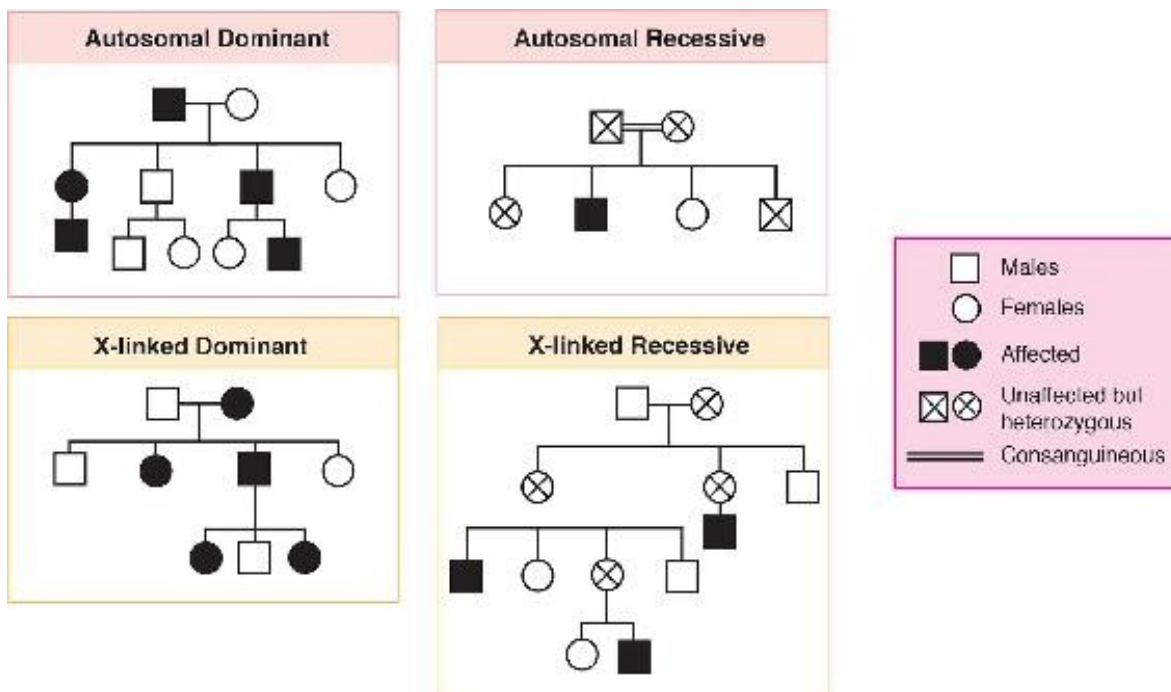 Autosomal Dominant
Autosomal Recessive
X-linked Dominant
X-linked Recessive
Males
Females
Affected
Unaffected but
heterozygous
Consanguineous